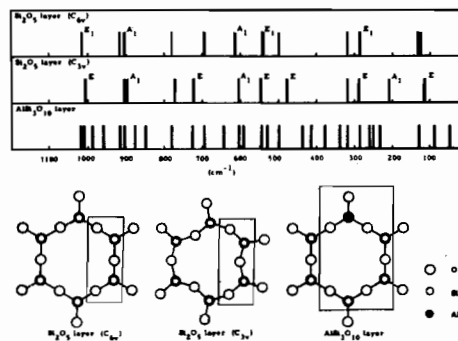 Si₂O₅ layer (C₆ᵥ)
E₁ A₁ A₁ E₁ E₁
Si₂O₅ layer (C₃ᵥ)
E A₁ E A₁ E E E A₁ E
AlSi₃O₁₀ layer
1100 1000 900 800 700 600 500 400 300 200 100
(cm⁻¹)
Si₂O₅ layer (C₆ᵥ) Si₂O₅ layer (C₃ᵥ) AlSi₃O₁₀ layer
O
Si
Al